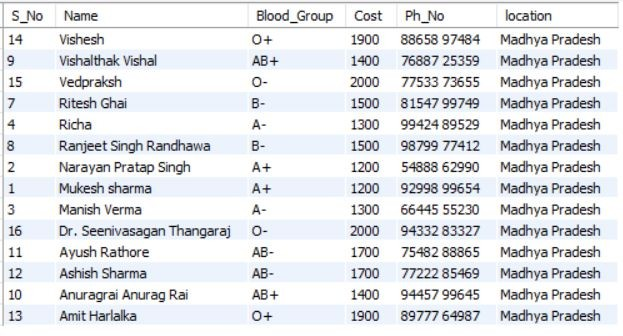 S_No Name Blood_Group Cost Ph_No location
14 Vishesh O+ 1900 88658 97484 Madhya Pradesh
9 Vishalthak Vishal AB+ 1400 76887 25359 Madhya Pradesh
15 Vedpraksh O- 2000 77533 73655 Madhya Pradesh
7 Ritesh Ghai B- 1500 81547 99749 Madhya Pradesh
4 Richa A- 1300 99424 89529 Madhya Pradesh
8 Ranjeet Singh Randhawa B- 1500 98799 77412 Madhya Pradesh
2 Narayan Pratap Singh A+ 1200 54888 62990 Madhya Pradesh
1 Mukesh sharma A+ 1200 92998 99654 Madhya Pradesh
3 Manish Verma A- 1300 66445 55230 Madhya Pradesh
16 Dr. Seenivasagan Thangaraj O- 2000 94332 83327 Madhya Pradesh
11 Ayush Rathore AB- 1700 75482 88865 Madhya Pradesh
12 Ashish Sharma AB- 1700 77222 85469 Madhya Pradesh
10 Anuragrai Anurag Rai AB+ 1400 94457 99645 Madhya Pradesh
13 Amit Harlalka O+ 1900 89777 64987 Madhya Pradesh